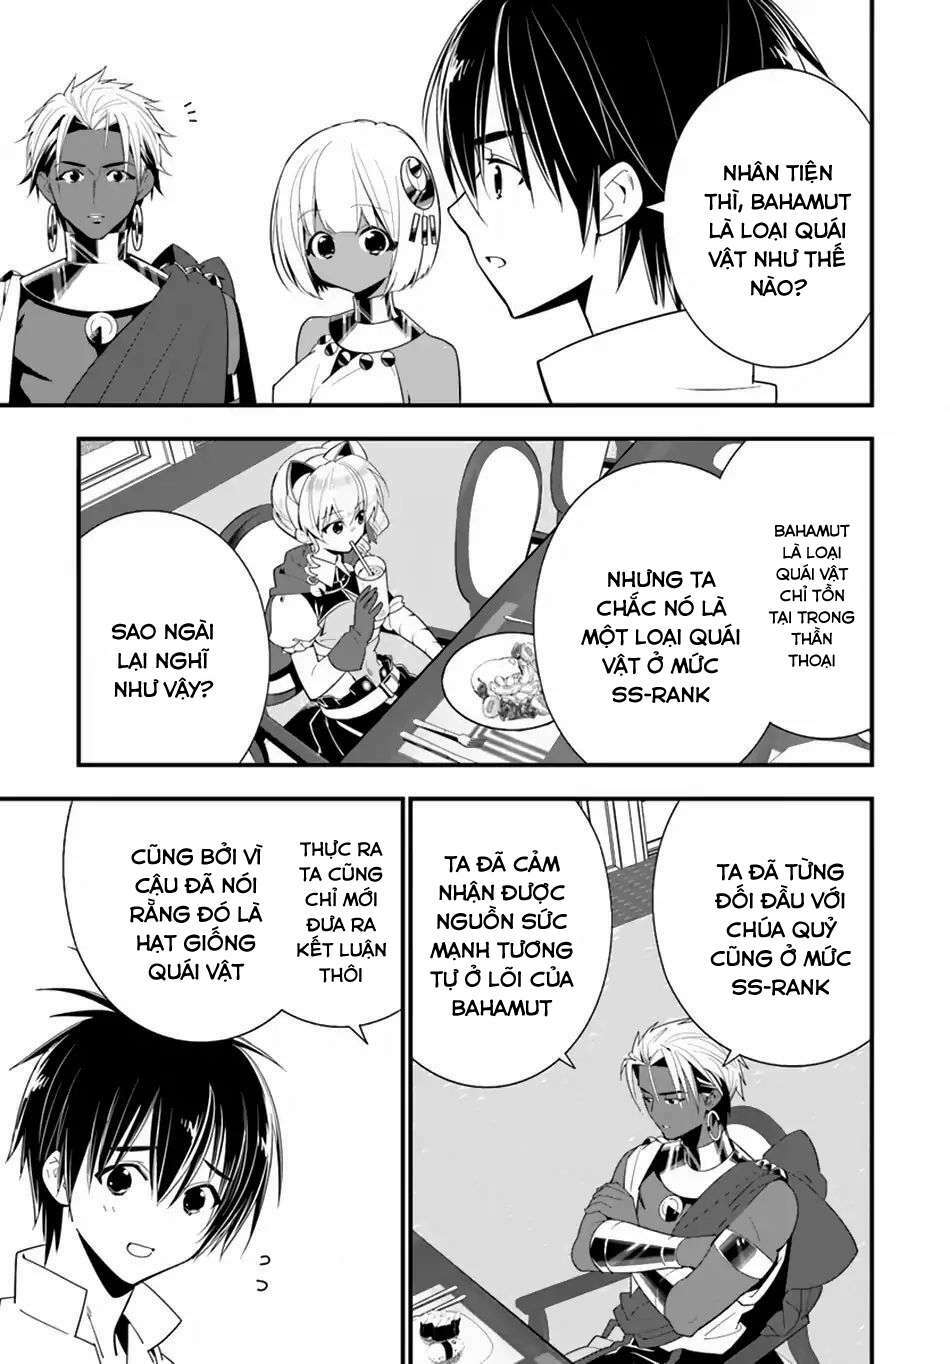 NHÂN TIỆN
THÌ, BAHAMUT
LÀ LOẠI QUÁI
VẬT NHƯ THẾ
NÀO?
BAHAMUT
LÀ LOẠI
QUÁI VẬT
CHỈ TỒN
TẠI TRONG
THẦN
THOẠI
NHƯNG TA
CHẮC NÓ LÀ
MỘT LOẠI QUÁI
VẬT Ở MỨC
SS-RANK
SAO NGÀI
LẠI NGHĨ
NHƯ VẬY?
TA ĐÃ TỪNG
ĐỐI ĐẦU VỚI
CHÚA QUỶ
CŨNG Ở MỨC
SS-RANK
TA ĐÃ CẢM
NHẬN ĐƯỢC
NGUỒN SỨC
MẠNH TƯƠNG
TỰ Ở LÕI CỦA
BAHAMUT
THỰC RA
TA CŨNG
CHỈ MỚI
ĐƯA RA
KẾT LUẬN
THÔI
CŨNG BỞI VÌ
CẬU ĐÃ NÓI
RẰNG ĐÓ LÀ
HẠT GIỐNG
QUÁI VẬT